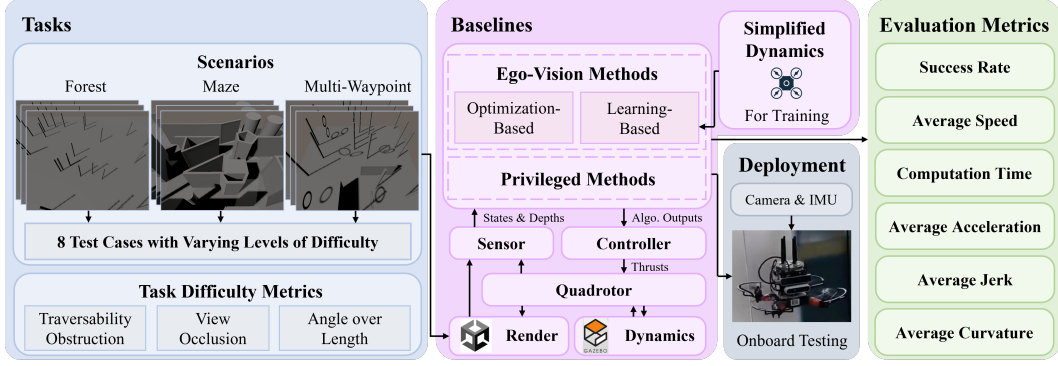 Tasks
Scenarios
Forest
Maze
Multi-Waypoint
8 Test Cases with Varying Levels of Difficulty
Task Difficulty Metrics
Traversability
Obstruction
View
Occlusion
Angle over
Length
Baselines
Ego-Vision Methods
Optimization-
Based
Learning-
Based
Privileged Methods
States & Depths
Algo. Outputs
Sensor
Controller
Thrusts
Quadrotor
Render
GAZEBO
Dynamics
Simplified
Dynamics
For Training
Deployment
Camera & IMU
Onboard Testing
Evaluation Metrics
Success Rate
Average Speed
Computation Time
Average Acceleration
Average Jerk
Average Curvature